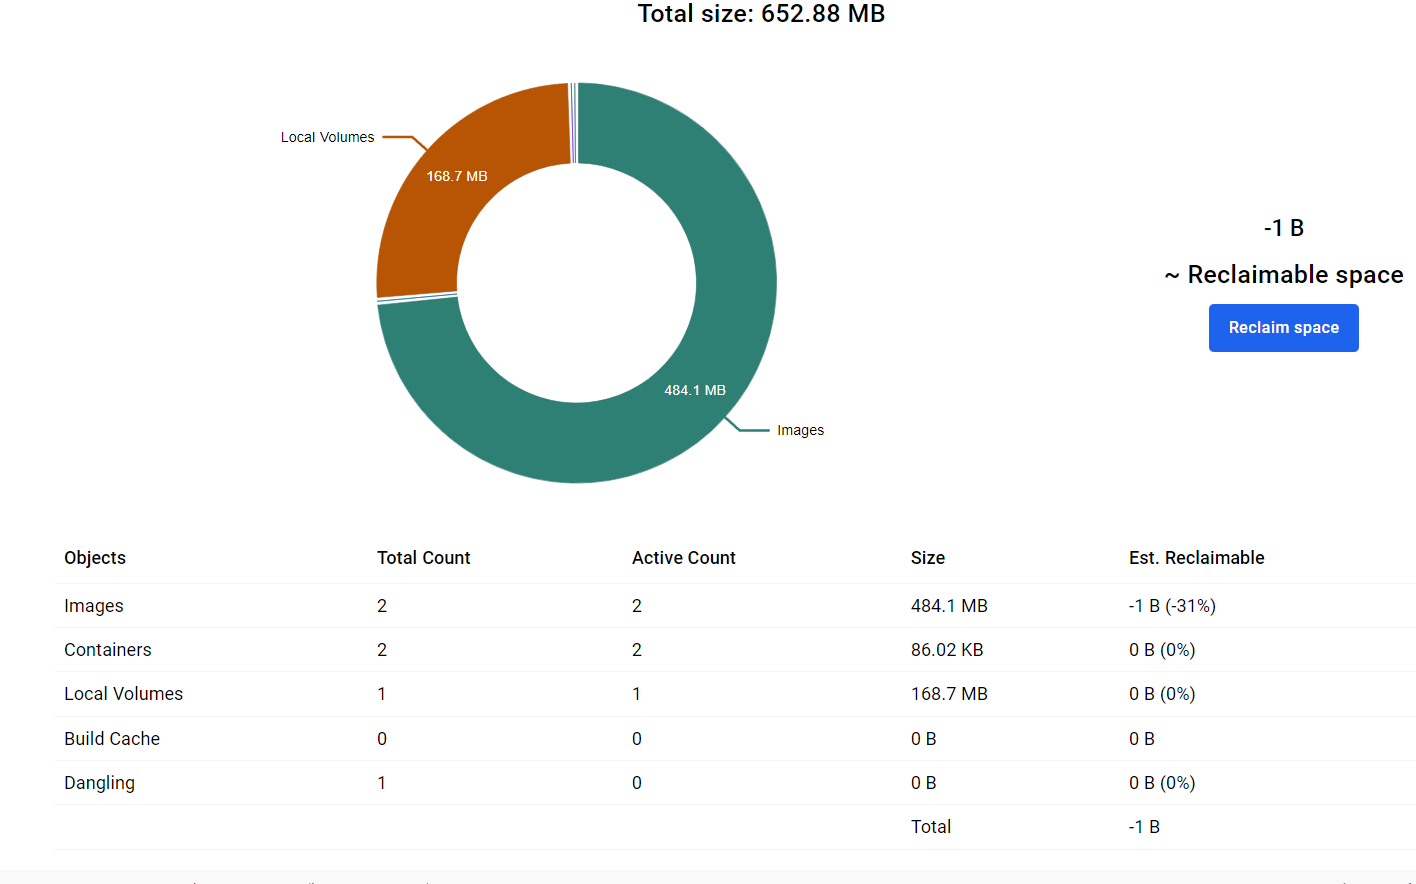 Total size: 652.88 MB
Local Volumes
168.7 MB
-1 B
~ Reclaimable space
Reclaim space
484.1 MB
Images
Objects Total Count Active Count Size Est. Reclaimable
Images 2 2 484.1 MB -1 B (-31%)
Containers 2 2 86.02 KB 0 B (0%)
Local Volumes 1 1 168.7 MB 0 B (0%)
Build Cache 0 0 0 B 0 B
Dangling 1 0 0 B 0 B (0%)
Total -1 B